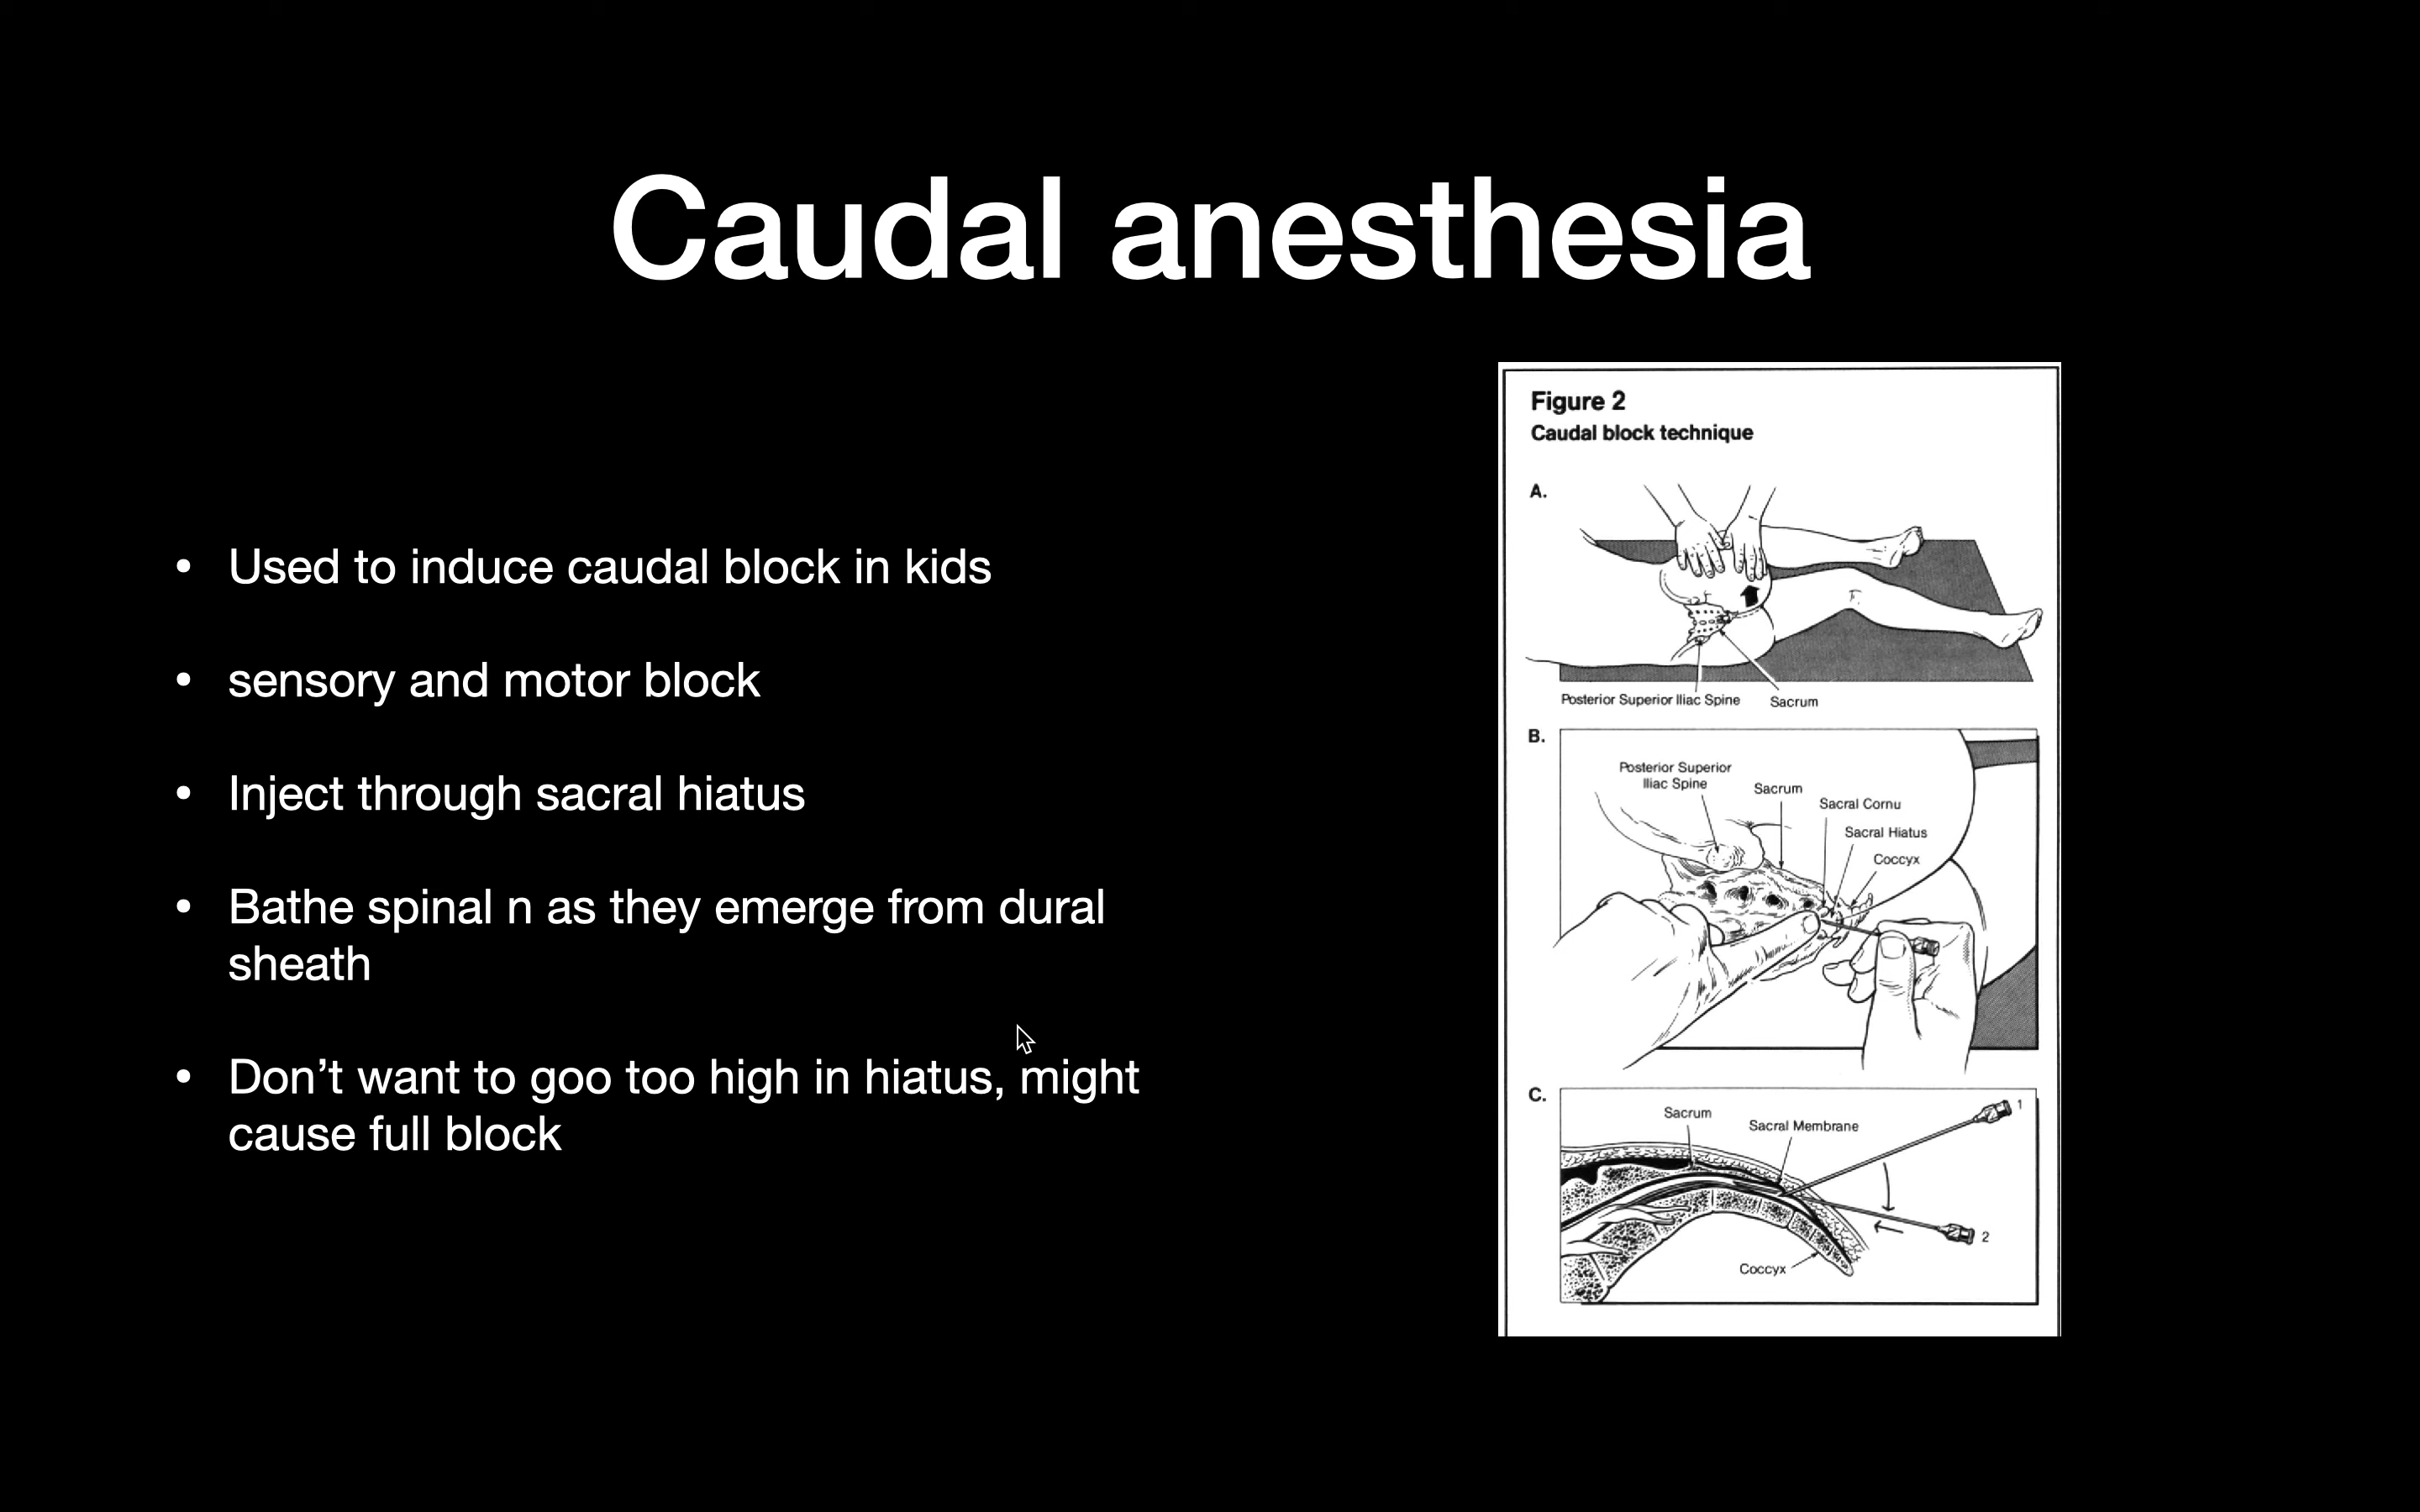 Caudal anesthesia
• Used to induce caudal block in kids
• sensory and motor block
• Inject through sacral hiatus
• Bathe spinal n as they emerge from dural
sheath
• Don’t want to goo too high in hiatus, might
cause full block
Figure 2
Caudal block technique
A.
Posterior Superior Iliac Spine
Sacrum
B.
Posterior Superior
Iliac Spine
Sacrum
Sacral Cornu
Sacral Hiatus
Coccyx
C.
Sacrum
Sacral Membrane
1
2
Coccyx